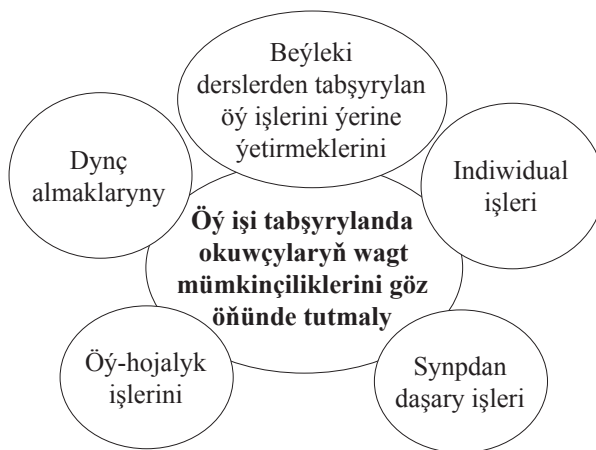 Beýleki
derslerden tabşyrylan
öý işlerini ýerine
ýetirmeklerini
Dynç
almaklaryny
Indiwidual
işleri
Öý işi tabşyrylanda
okuwçylaryň wagt
mümkinçiliklerini göz
öňünde tutmaly
Öý-hojalyk
işlerini
Synpdan
daşary işleri